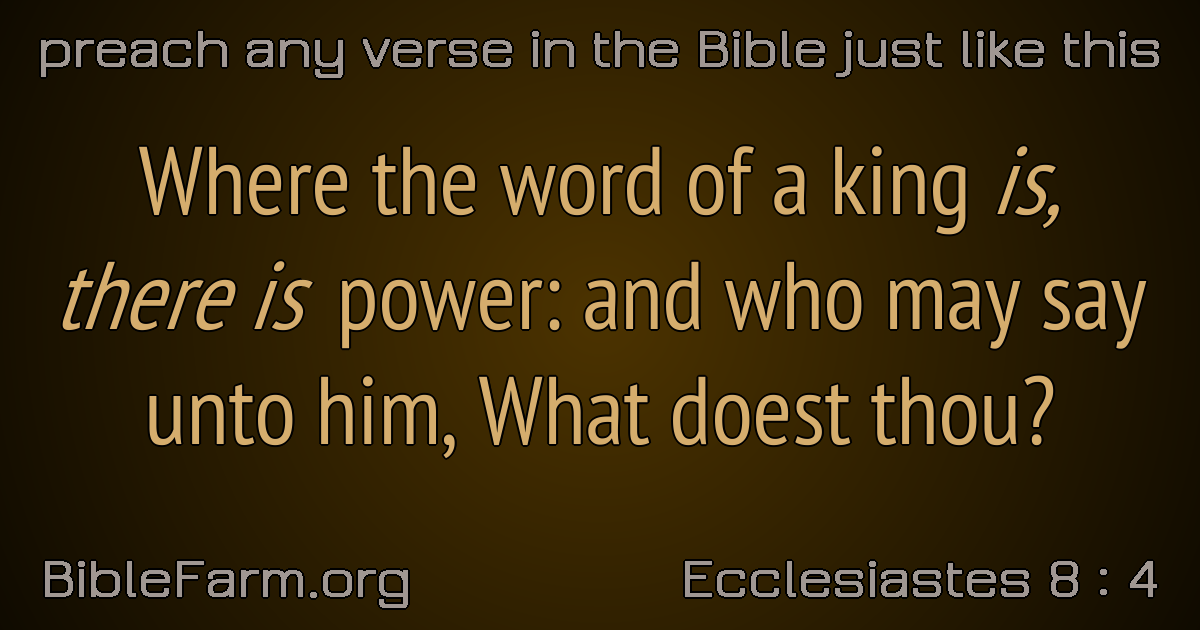 preach any verse in the Bible just like this
Where the word of a king is,
there is power: and who may say
unto him, What doest thou?
BibleFarm.org
Ecclesiastes 8 : 4